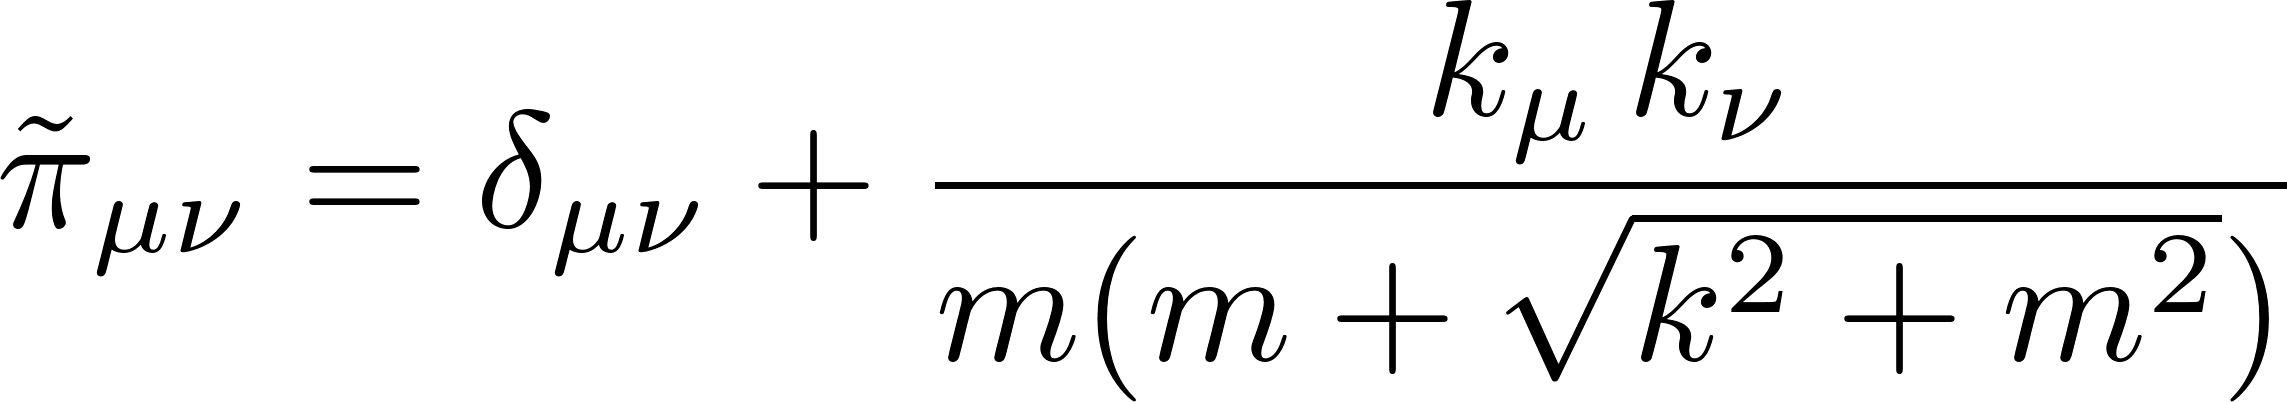 \tilde{\pi}_{\mu\nu} = \delta_{\mu\nu} + \frac{k_\mu \, k_\nu}{m(m + \sqrt{k^2 + m^2})}